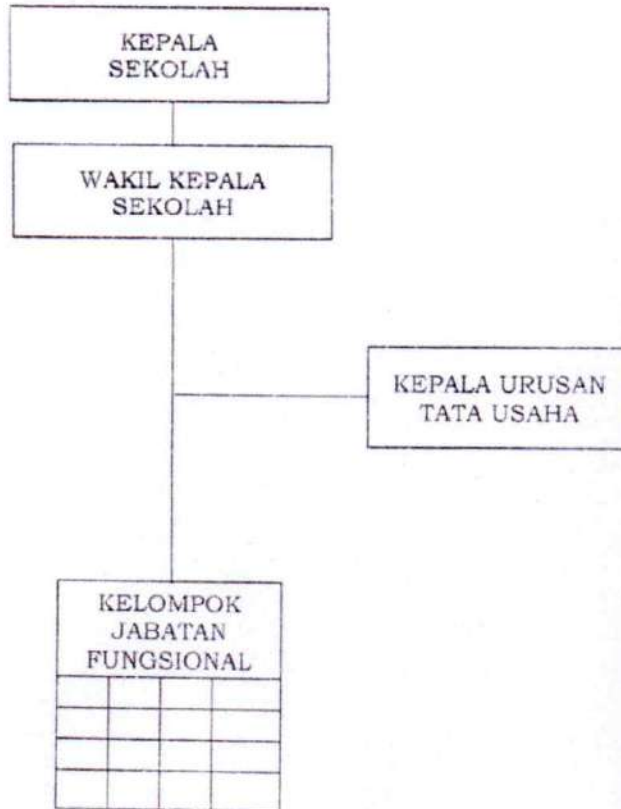 KEPALA
SEKOLAH
WAKIL KEPALA
SEKOLAH
KEPALA URUSAN
TATA USAHA
KELOMPOK
JABATAN
FUNGSIONAL